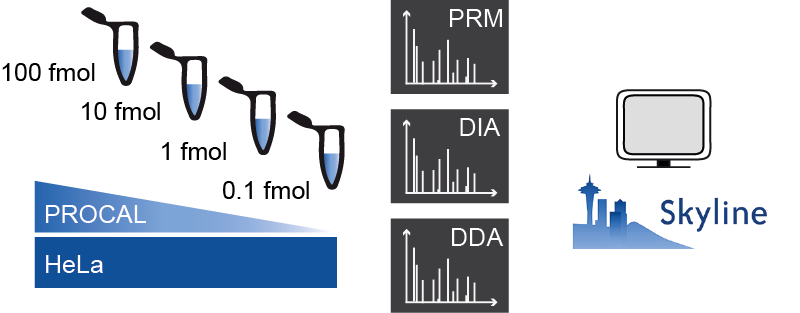 100 fmol
10 fmol
1 fmol
0.1 fmol
PROCAL
HeLa
PRM
DIA
DDA
Skyline